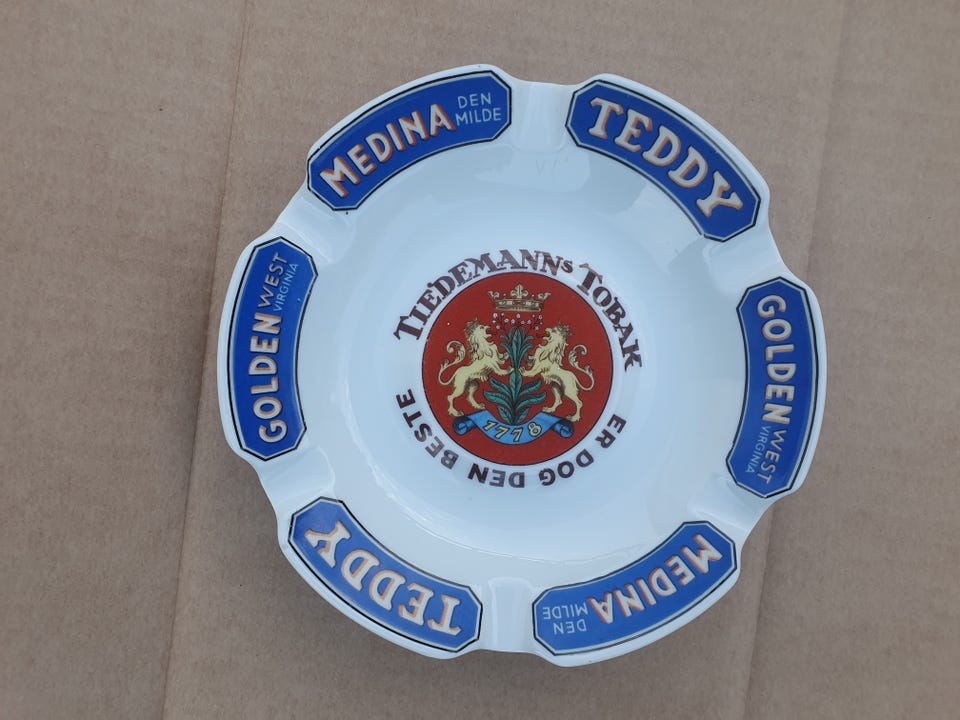 MEDINA DEN MILDE
TEDDY
GOLDEN WEST VIRGINIA
MEDINA DEN MILDE
TEDDY
GOLDEN WEST VIRGINIA
TIEDEMANNS TOBAK
ER DOG DEN BESTE
1778